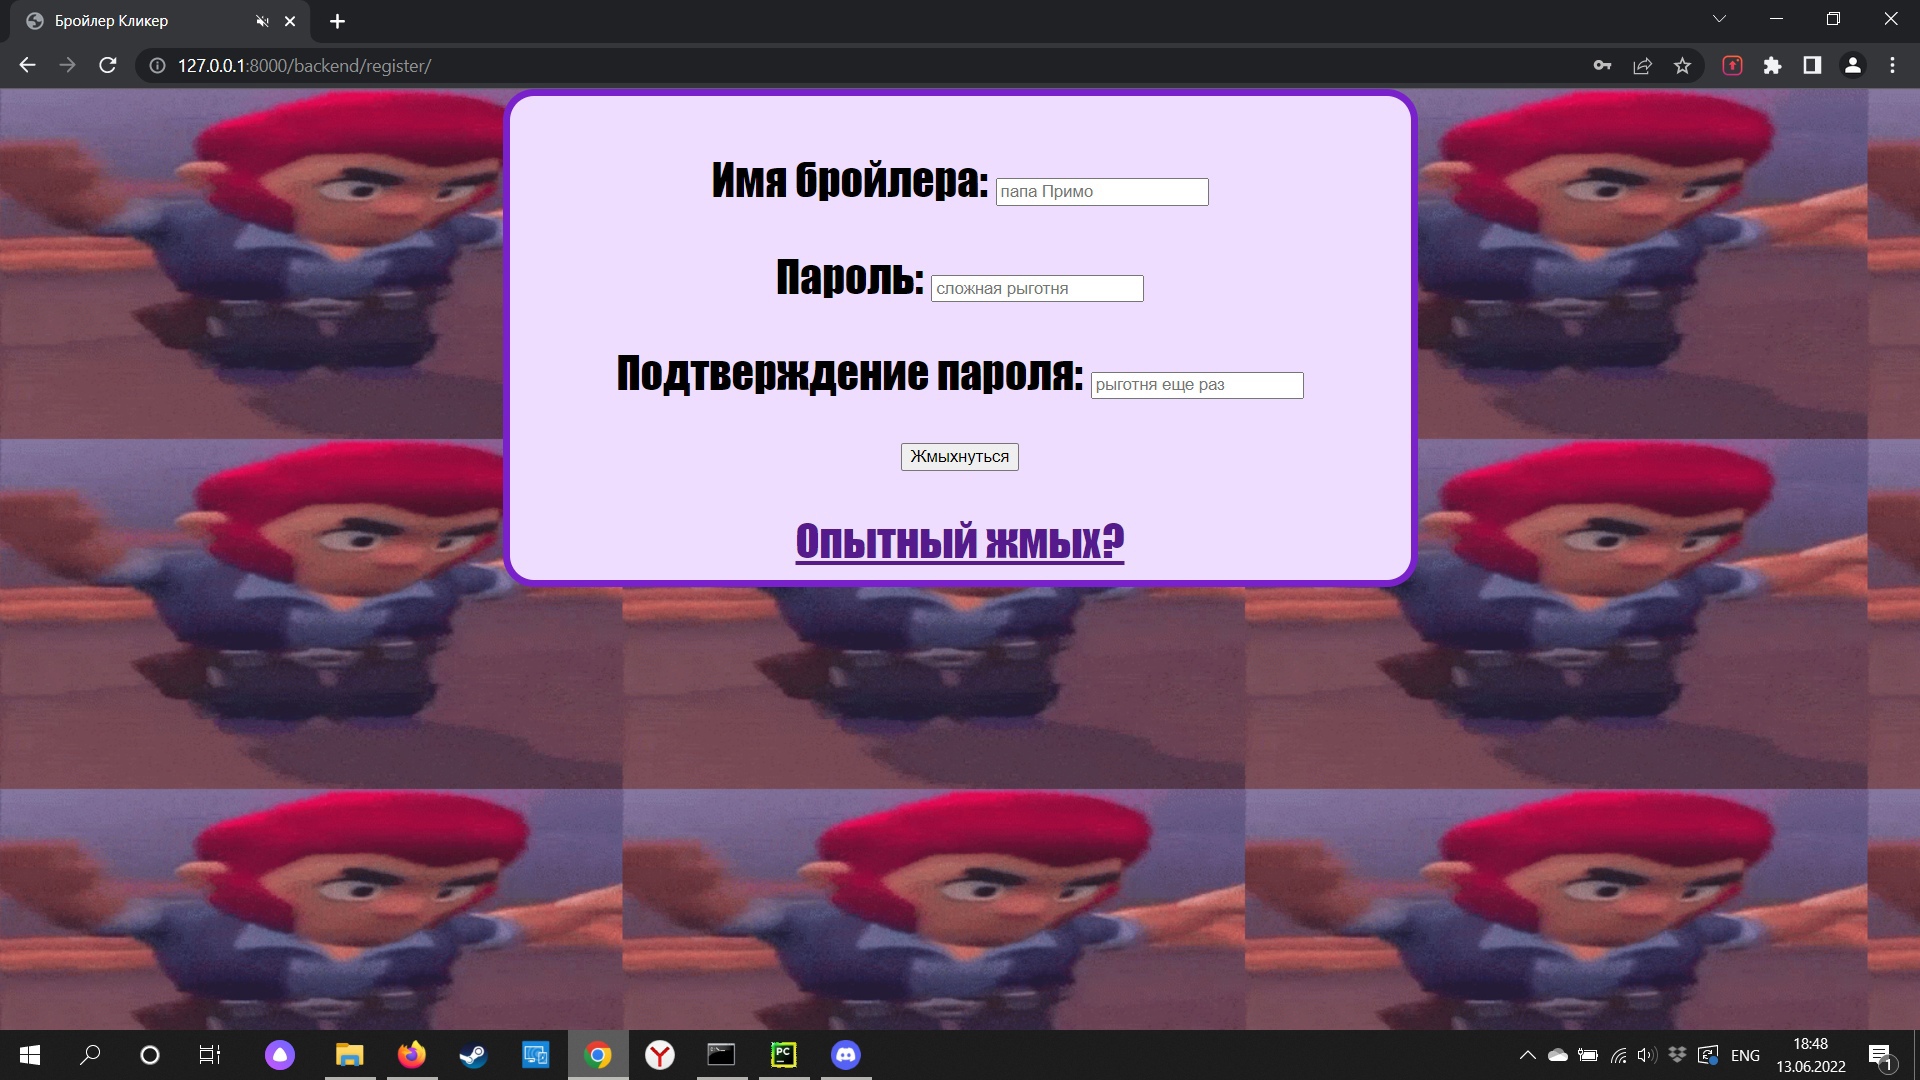 Бройлер Кликер
127.0.0.1:8000/backend/register/
Имя бройлера: папа Примо
Пароль: сложная рыготня
Подтверждение пароля: рыготня еще раз
Жмыхнуться
Опытный жмых?
PC
ENG
18:48
13.06.2022
1